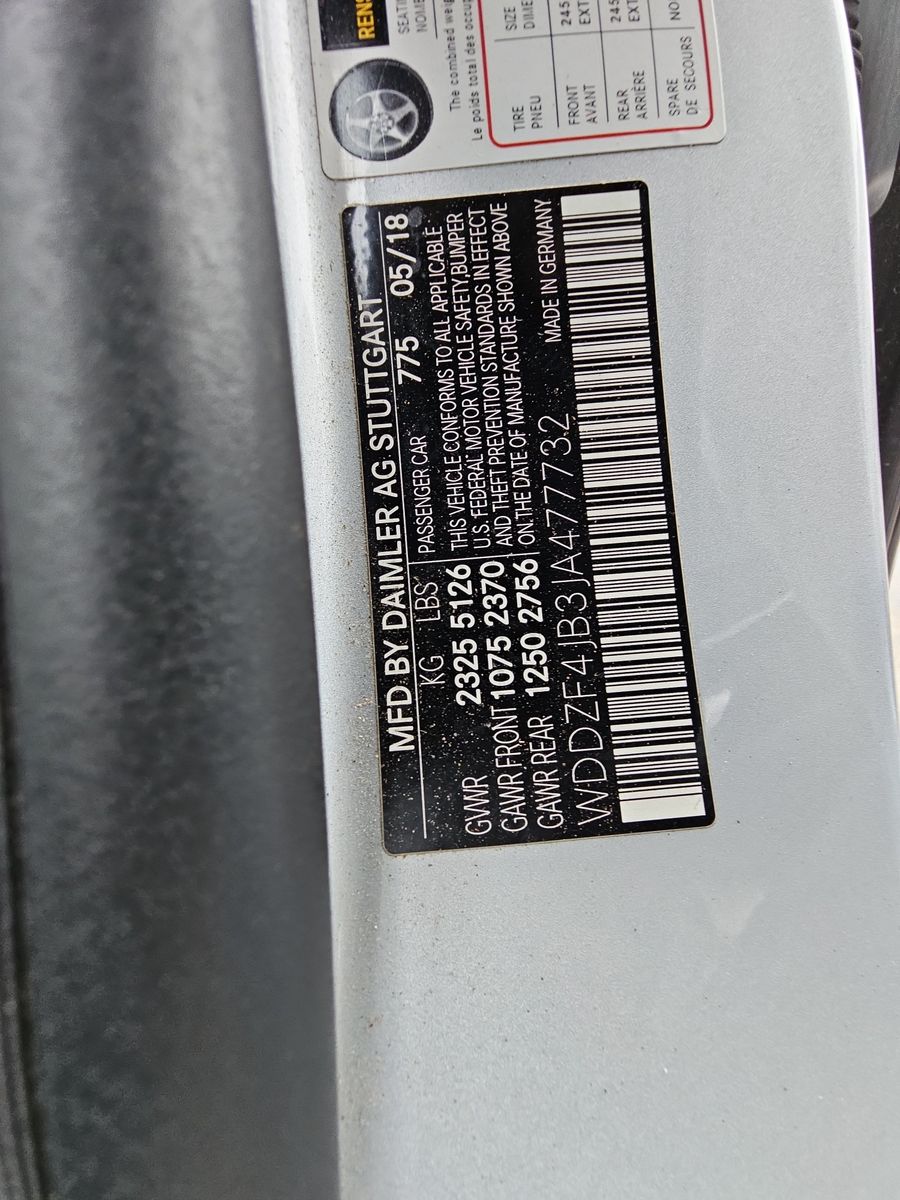 MFD BY DAIMLER AG STUTTGART
KG LBS PASSENGER CAR 775 05/18
GVWR 2325 5126
GAWR FRONT 1075 2370
GAWR REAR 1250 2756
THIS VEHICLE CONFORMS TO ALL APPLICABLE
U.S. FEDERAL MOTOR VEHICLE SAFETY,BUMPER
AND THEFT PREVENTION STANDARDS IN EFFECT
ON THE DATE OF MANUFACTURE SHOWN ABOVE
WDDZF4JB3JA477732 MADE IN GERMANY
The combined
Le poids total des
TIRE SIZE
PNEU
FRONT 245
AVANT
REAR 245
ARRIÈRE
SPARE
DE SECOURS